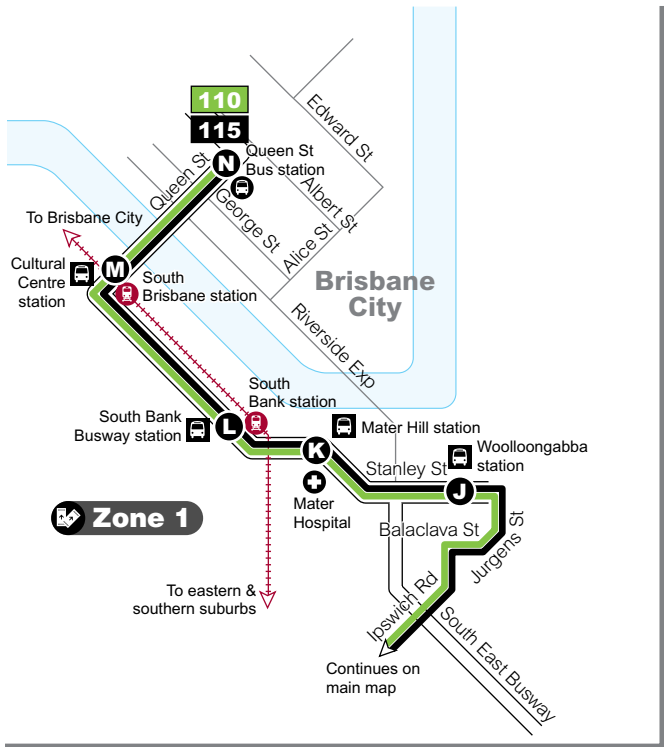 110
115
Queen St
Bus station
N
Queen St
Edward St
Albert St
George St
Alice St
To Brisbane City
M
Cultural
Centre
station
South
Brisbane station
Brisbane
City
Riverside Exp
South
Bank station
South Bank
Busway station
L
Mater Hill station
K
Woolloongabba
station
Stanley St
J
Mater
Hospital
Zone 1
Balaclava St
Jurgens St
To eastern &
southern suburbs
Ipswich Rd
South East Busway
Continues on
main map